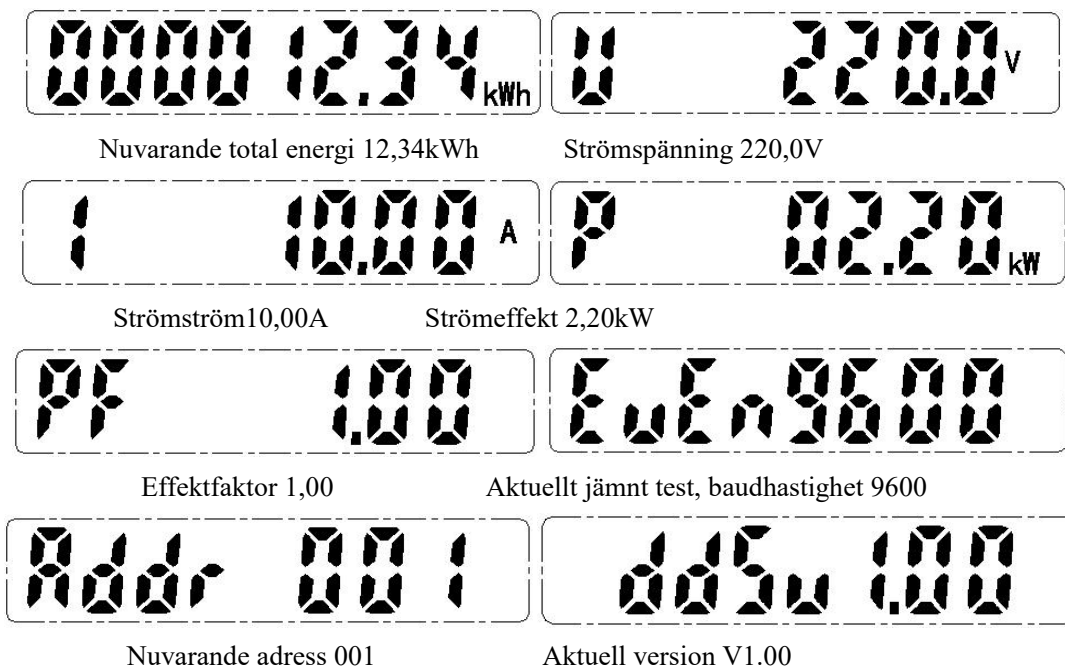 000012.34 kWh U 220.0 V
Nuvarande total energi 12,34kWh Strömspänning 220,0V
I 10.00 A P 02.20 kW
Strömström10,00A Strömeffekt 2,20kW
PF 1.00 EvEn9600
Effektfaktor 1,00 Aktuellt jämnt test, baudhastighet 9600
Addr 001 ddSu 1.00
Nuvarande adress 001 Aktuell version V1.00